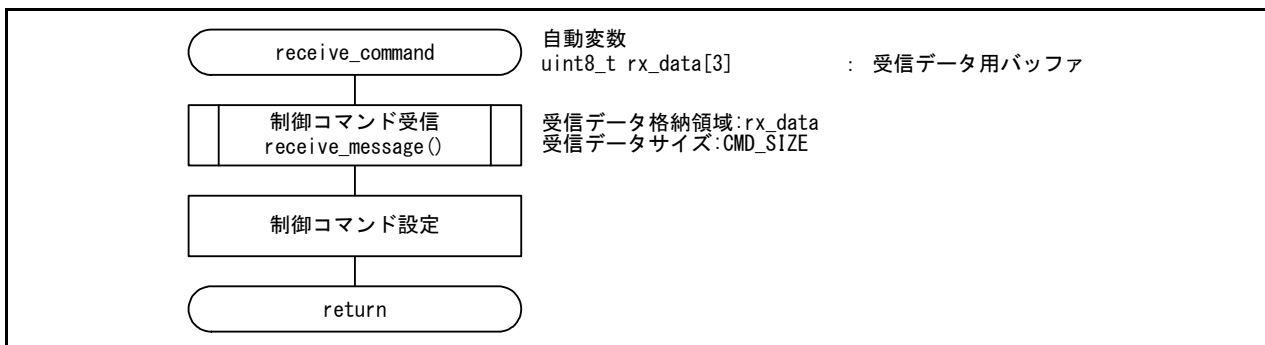 receive_command
自動変数
uint8_t rx_data[3] : 受信データ用バッファ
制御コマンド受信
receive_message()
受信データ格納領域:rx_data
受信データサイズ:CMD_SIZE
制御コマンド設定
return